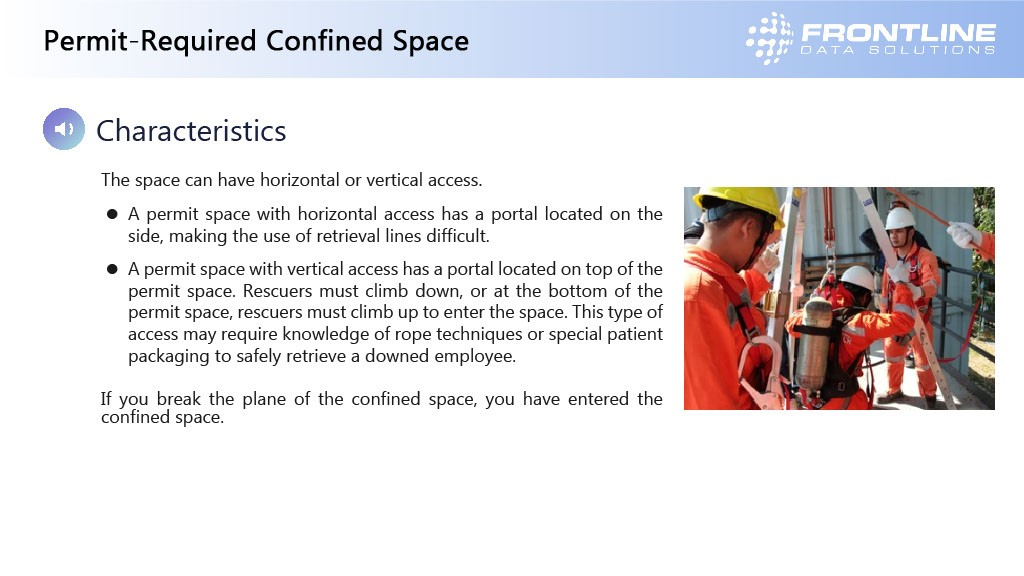 Permit-Required Confined Space
FRONTLINE
DATA SOLUTIONS
Characteristics
The space can have horizontal or vertical access.
● A permit space with horizontal access has a portal located on the
side, making the use of retrieval lines difficult.
● A permit space with vertical access has a portal located on top of the
permit space. Rescuers must climb down, or at the bottom of the
permit space, rescuers must climb up to enter the space. This type of
access may require knowledge of rope techniques or special patient
packaging to safely retrieve a downed employee.
If you break the plane of the confined space, you have entered the
confined space.